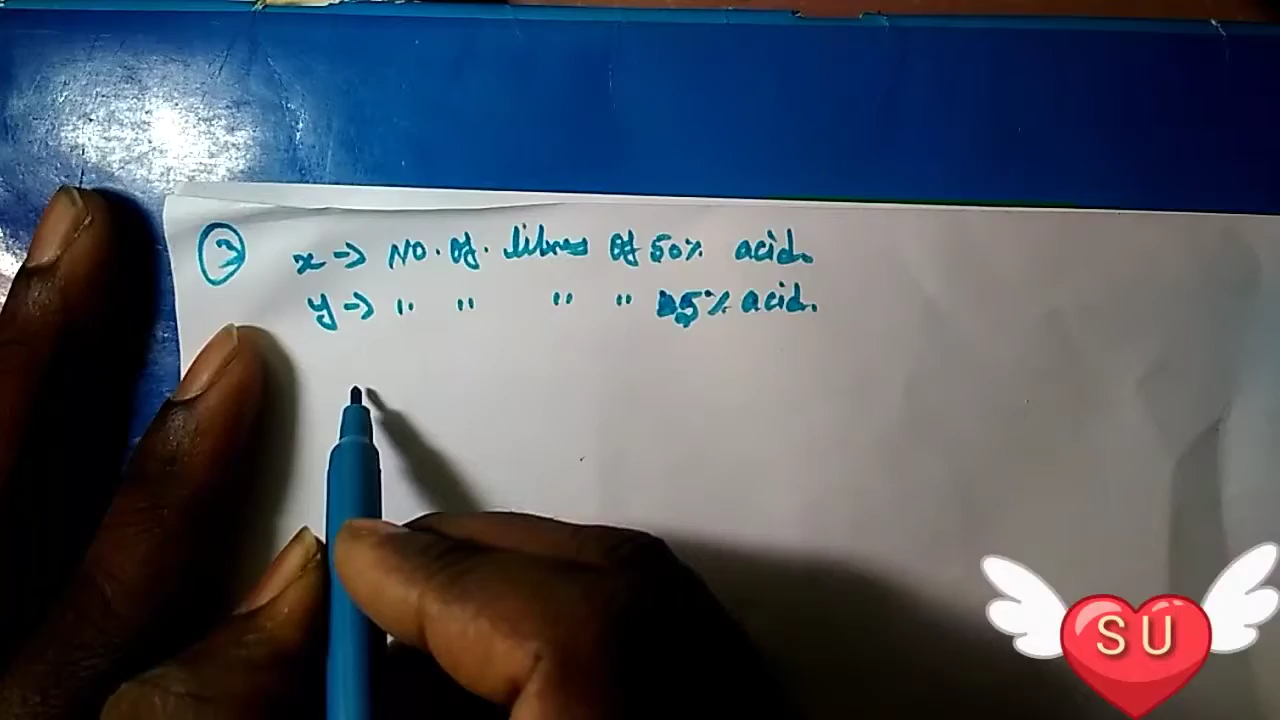 ③ x → No. of. litres of 50% acid.
y → " " " " 25% acid.
SU